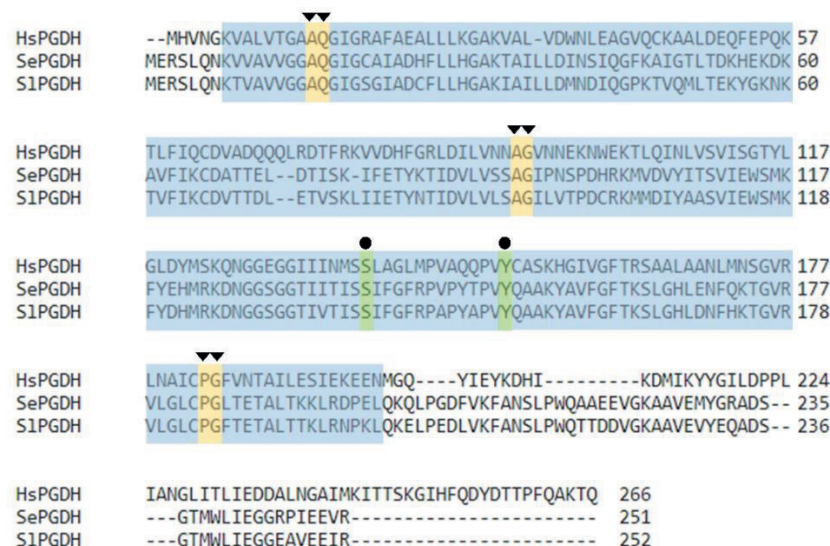 HsPGDH --MHVNGKVALVTGAAQGIGRAFAEALLLKGAKVAL-VDWNLEAGVQCKAALDEQFEPQK 57
SePGDH MERSLQNKVVAVVGGAQGIGCAIADHFLLHGAKTAILLDINSIQGFKAIGTLTDKHEKDK 60
SlPGDH MERSLQNKTVAVVGGAQGIGSGIADCFLLHGAKIAILLDMNDIQGPKTVQMLTEKYGKNK 60
HsPGDH TLFIQCDVADQQQLRDTFRKVVDHFGRLDILVNNAGVNNEKNWEKTLQINLVSVISGTYL 117
SePGDH AVFIKCDATTEL--DTISK-IFETYKTIDVLVSSAGIPNSPDHRKMVDVYITSVIEWSMK 117
SlPGDH TVFIKCDVTTDL--ETVSKLIIETYNTIDVLVLSAGILVTPDCRKMMDIYAASVIEWSMK 118
HsPGDH GLDYMSKQNGGEGGIIINMSSLAGLMPVAQQPVYCASKHGIVGFTRSAALAANLMNSGVR 177
SePGDH FYEHMRKDNGGSGGTIITISSIFGFRPVPYTPVYQAAKYAVFGFTKSLGHLENFQKTGVR 177
SlPGDH FYDHMRKDNGGSGGTIVTISSIFGFRPAPYAPVYQAAKYAVFGFTKSLGHLDNFHKTGVR 178
HsPGDH LNAICPGFVNTAILESIEKEENMGQ----YIEYKDHI---------KDMIKYYGILDPPL 224
SePGDH VLGLCPGLTETALTKKLRDPELQKQLPGDFVKFANSLPWQAAEEVGKAAVEMYGRADS-- 235
SlPGDH VLGLCPGFTETALTTKLRNPKLQKELPEDLVKFANSLPWQTTDDVGKAAVEVYEQADS-- 236
HsPGDH IANGLITLIEDDALNGAIMKITTSKGIHFQDYDTTPFQAKTQ 266
SePGDH ---GTMWLIEGGRPIEEVR----------------------- 251
SlPGDH ---GTMWLIEGGEAVEEIR----------------------- 252